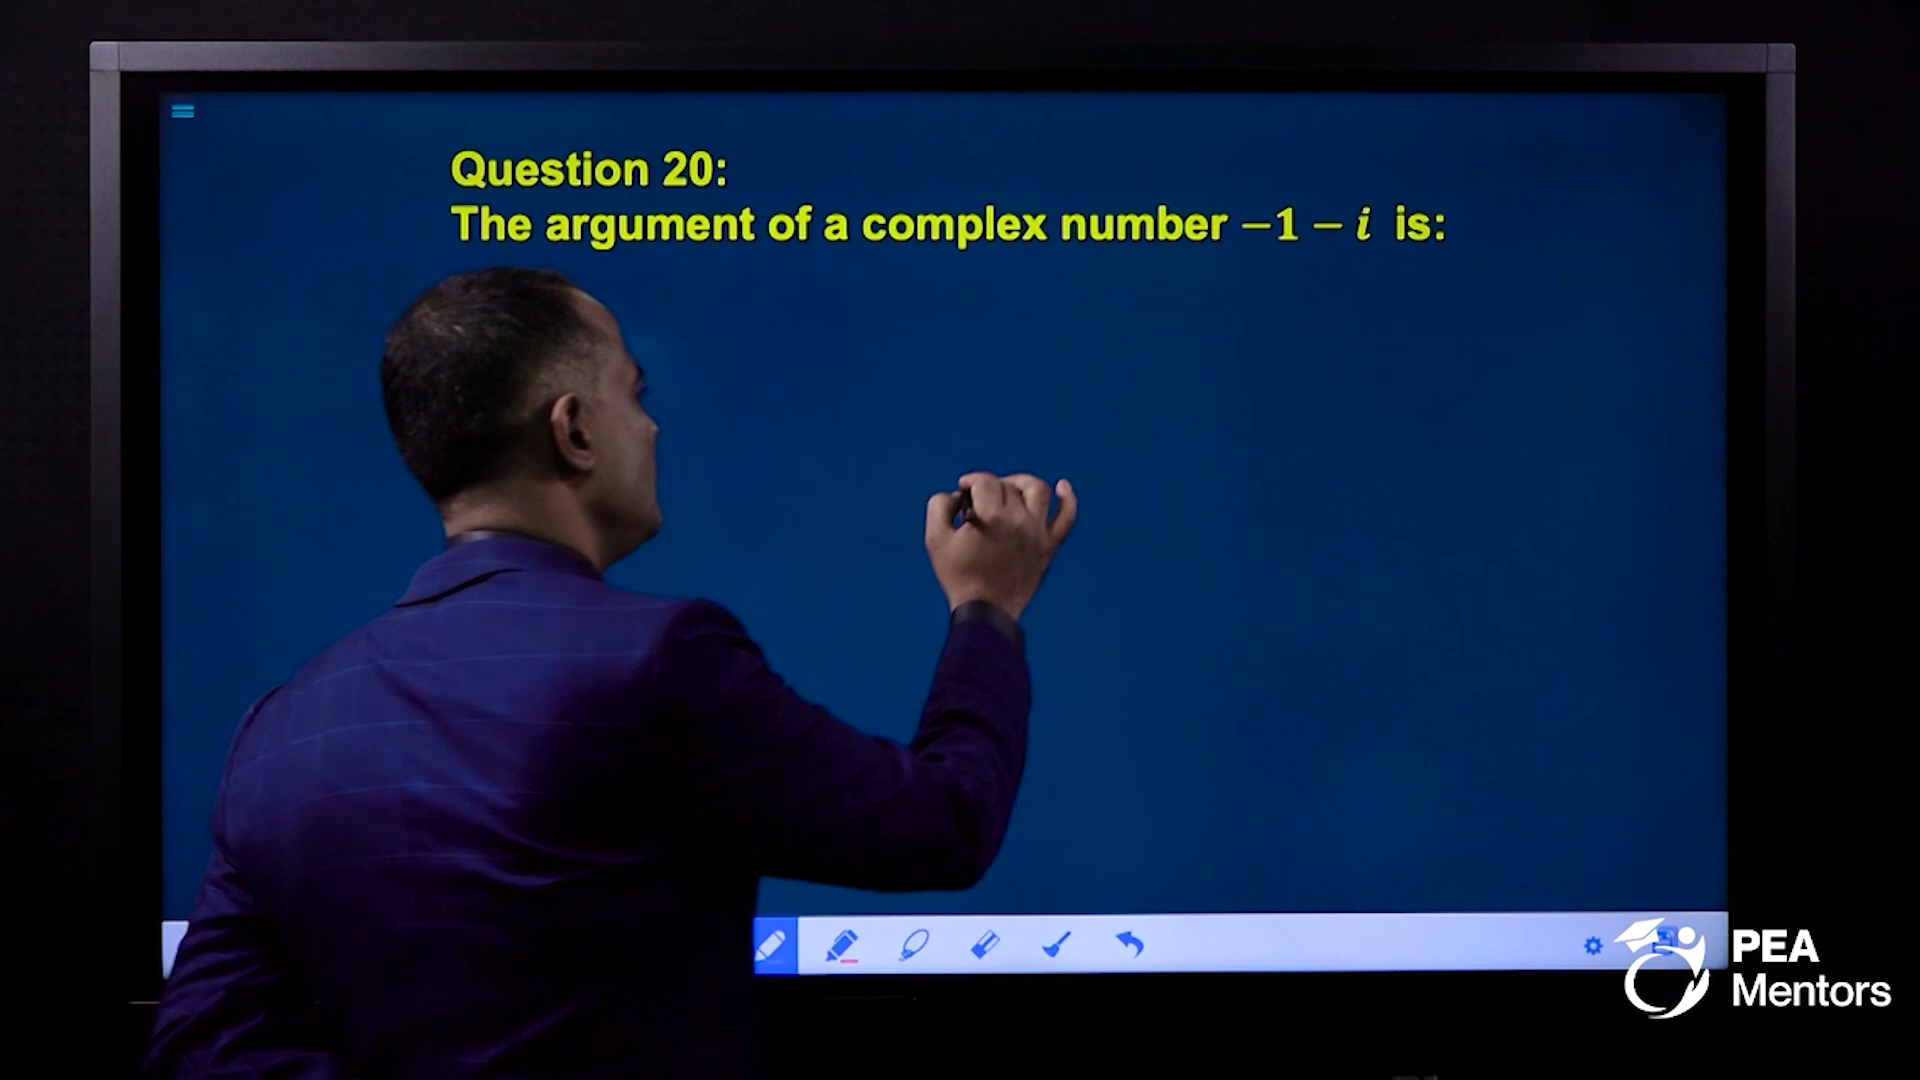 Question 20:
The argument of a complex number −1 − i is:
PEA
Mentors